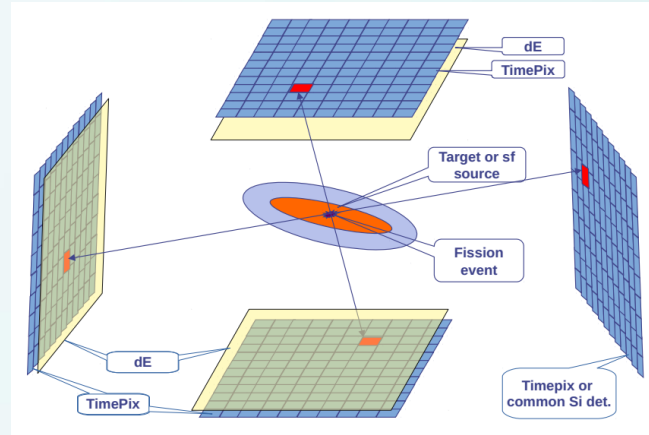 dE
TimePix
Target or sf
source
Fission
event
dE
TimePix
Timepix or
common Si det.